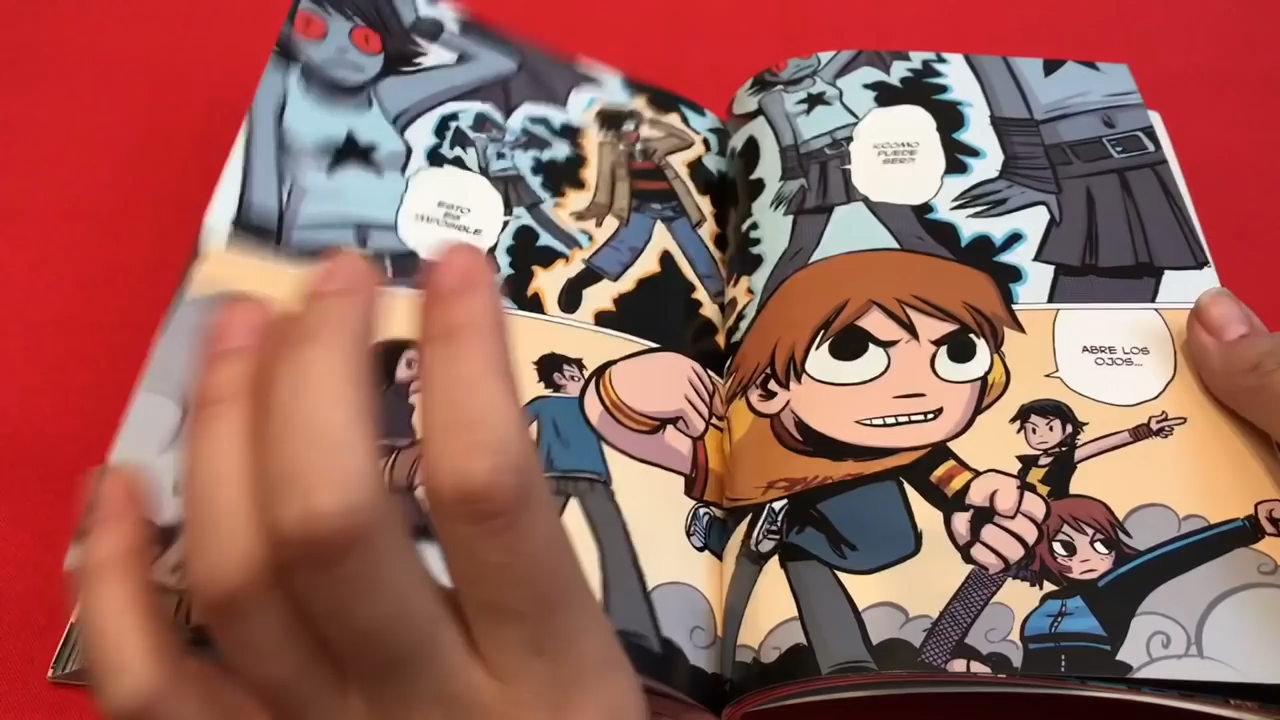 ESTO
ES
IMPOSIBLE
¡¿CÓMO
PUEDE
SER?!
ABRE LOS
OJOS...